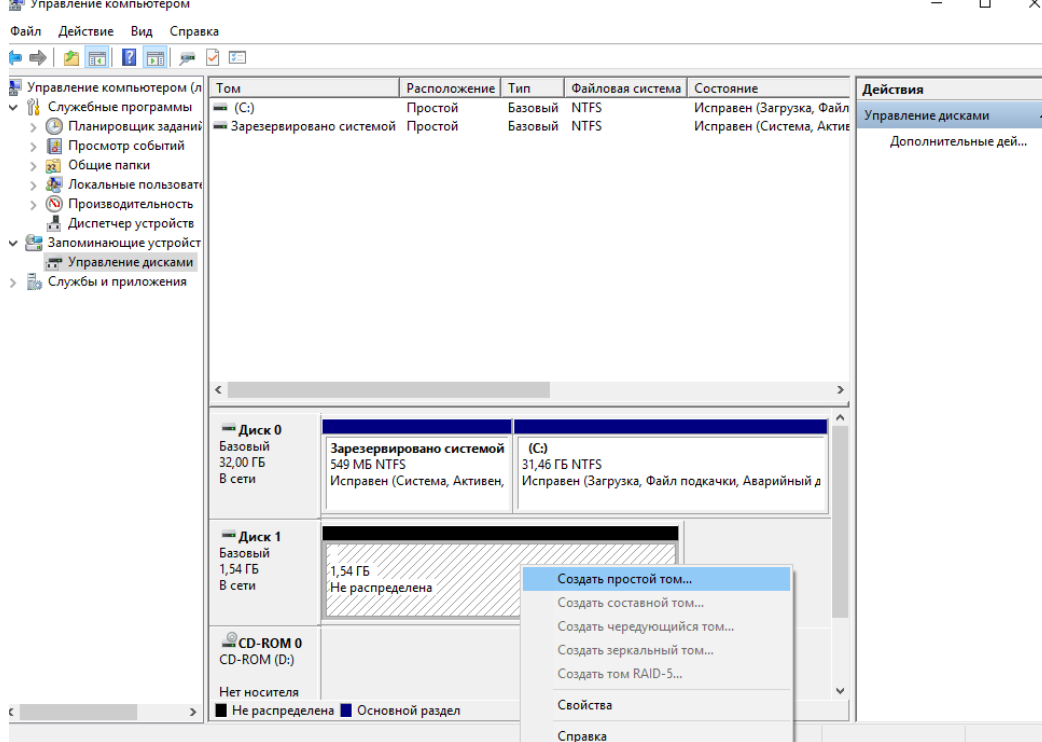 Управление компьютером
Файл Действие Вид Справка
Управление компьютером (л
Служебные программы
Планировщик заданий
Просмотр событий
Общие папки
Локальные пользовате
Производительность
Диспетчер устройств
Запоминающие устройст
Управление дисками
Службы и приложения
Том Расположение Тип Файловая система Состояние
(C:) Простой Базовый NTFS Исправен (Загрузка, Файл
Зарезервировано системой Простой Базовый NTFS Исправен (Система, Актив
Действия
Управление дисками
Дополнительные дей...
Диск 0
Базовый
32,00 ГБ
В сети
Зарезервировано системой
549 МБ NTFS
Исправен (Система, Активен,
(C:)
31,46 ГБ NTFS
Исправен (Загрузка, Файл подкачки, Аварийный д
Диск 1
Базовый
1,54 ГБ
В сети
1,54 ГБ
Не распределена
CD-ROM 0
CD-ROM (D:)
Нет носителя
Не распределена Основной раздел
Создать простой том...
Создать составной том...
Создать чередующийся том...
Создать зеркальный том...
Создать том RAID-5...
Свойства
Справка